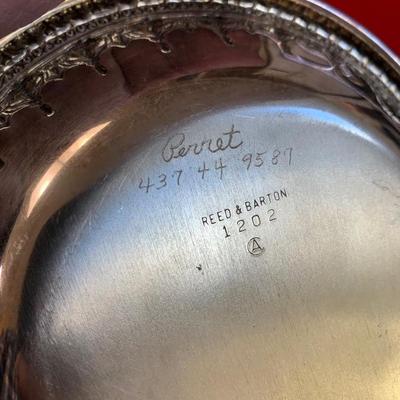 Perret
437 44 9587
REED & BARTON
1202